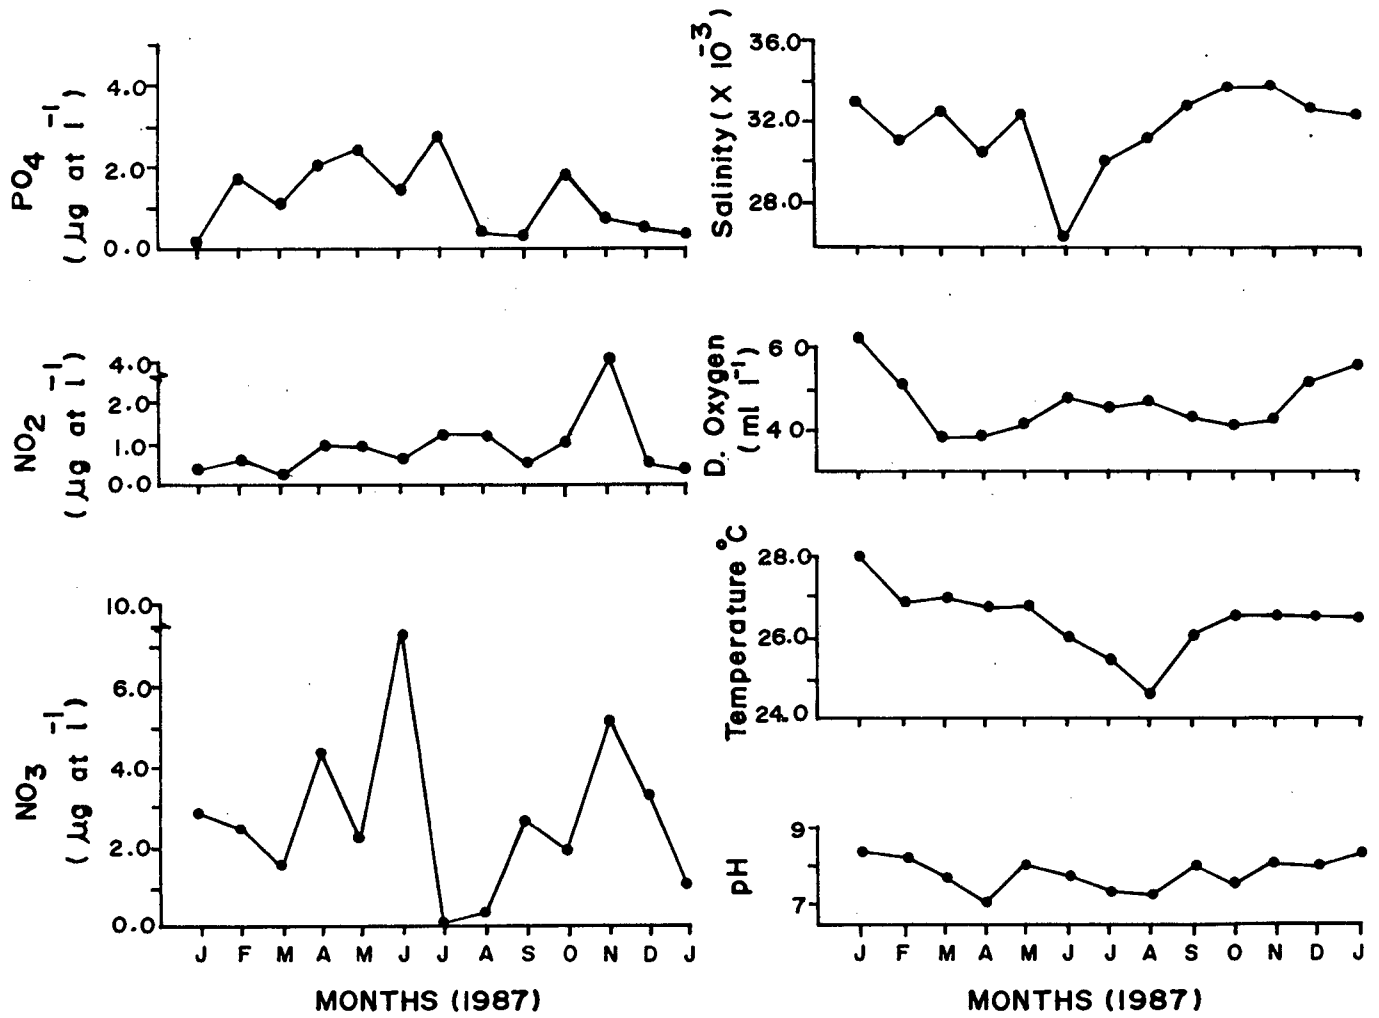 PO4
(µg at l-1)
4.0
2.0
0.0
NO2
(µg at l-1)
4.0
2.0
1.0
0.0
NO3
(µg at l-1)
10.0
6.0
4.0
2.0
0.0
J F M A M J J A S O N D J
MONTHS (1987)
Salinity (X 10-3)
36.0
32.0
28.0
D. Oxygen
(ml l-1)
6 0
4 0
Temperature °C
28.0
26.0
24.0
pH
9
7
J F M A M J J A S O N D J
MONTHS (1987)